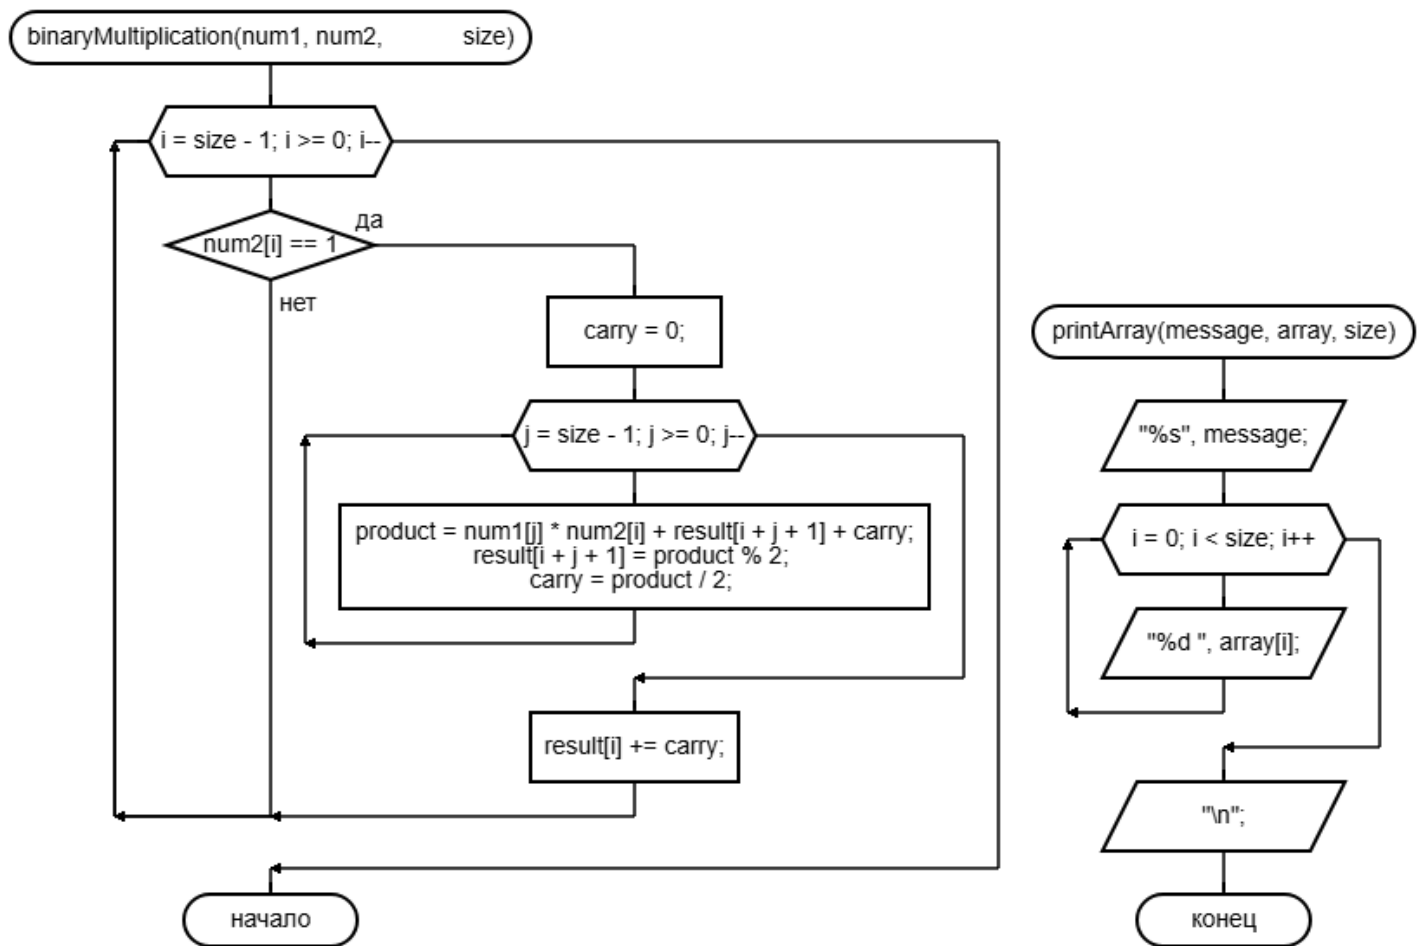 binaryMultiplication(num1, num2, size)
i = size - 1; i >= 0; i--
да
num2[i] == 1
нет
carry = 0;
j = size - 1; j >= 0; j--
product = num1[j] * num2[i] + result[i + j + 1] + carry;
result[i + j + 1] = product % 2;
carry = product / 2;
result[i] += carry;
начало
printArray(message, array, size)
"%s", message;
i = 0; i < size; i++
"%d ", array[i];
"\n";
конец